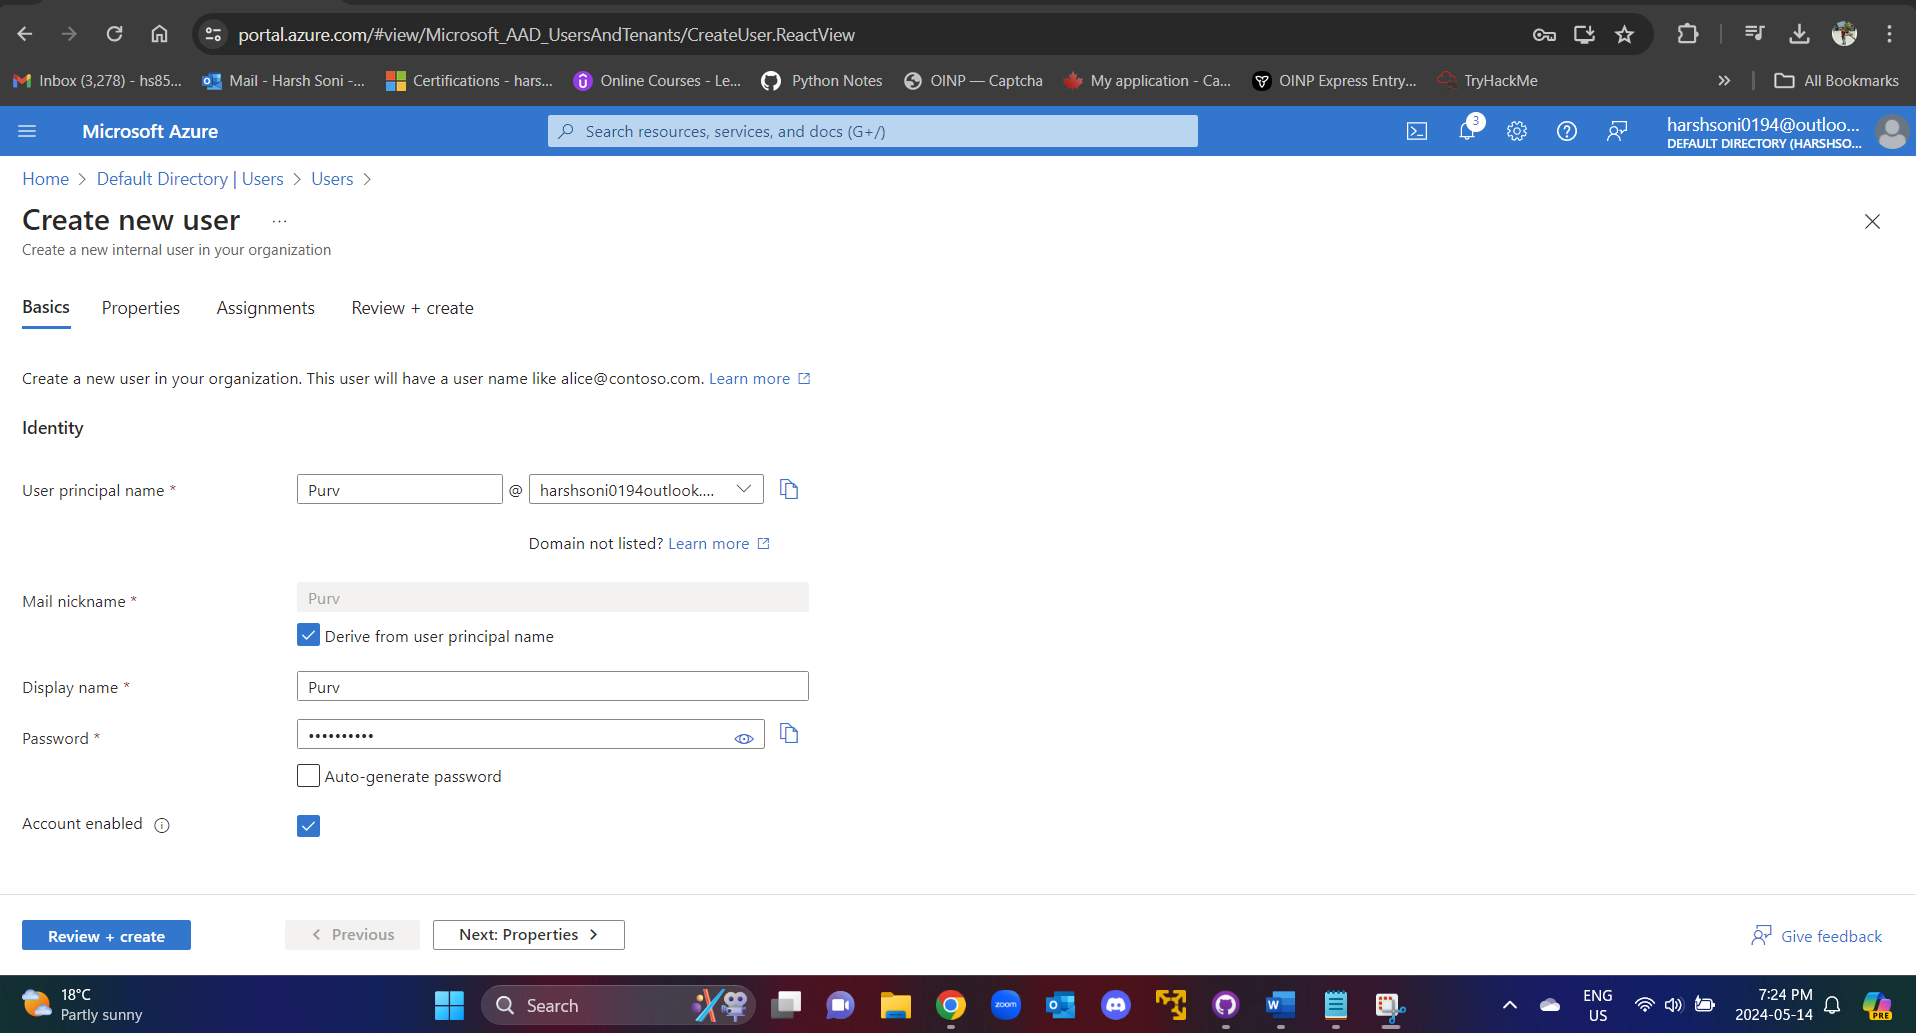 portal.azure.com/#view/Microsoft_AAD_UsersAndTenants/CreateUser.ReactView
Inbox (3,278) - hs85... Mail - Harsh Soni -... Certifications - hars... Online Courses - Le... Python Notes OINP — Captcha My application - Ca... OINP Express Entry... TryHackMe » All Bookmarks
Microsoft Azure Search resources, services, and docs (G+/) 3 harshsoni0194@outloo...
DEFAULT DIRECTORY (HARSHSO...
Home > Default Directory | Users > Users >
Create new user ...
Create a new internal user in your organization
Basics Properties Assignments Review + create
Create a new user in your organization. This user will have a user name like alice@contoso.com. Learn more
Identity
User principal name * Purv @ harshsoni0194outlook....
Domain not listed? Learn more
Mail nickname * Purv
Derive from user principal name
Display name * Purv
Password * ••••••••••
Auto-generate password
Account enabled
Review + create < Previous Next: Properties > Give feedback
18°C
Partly sunny
Search
zoom
ENG
US
7:24 PM
2024-05-14
PRE